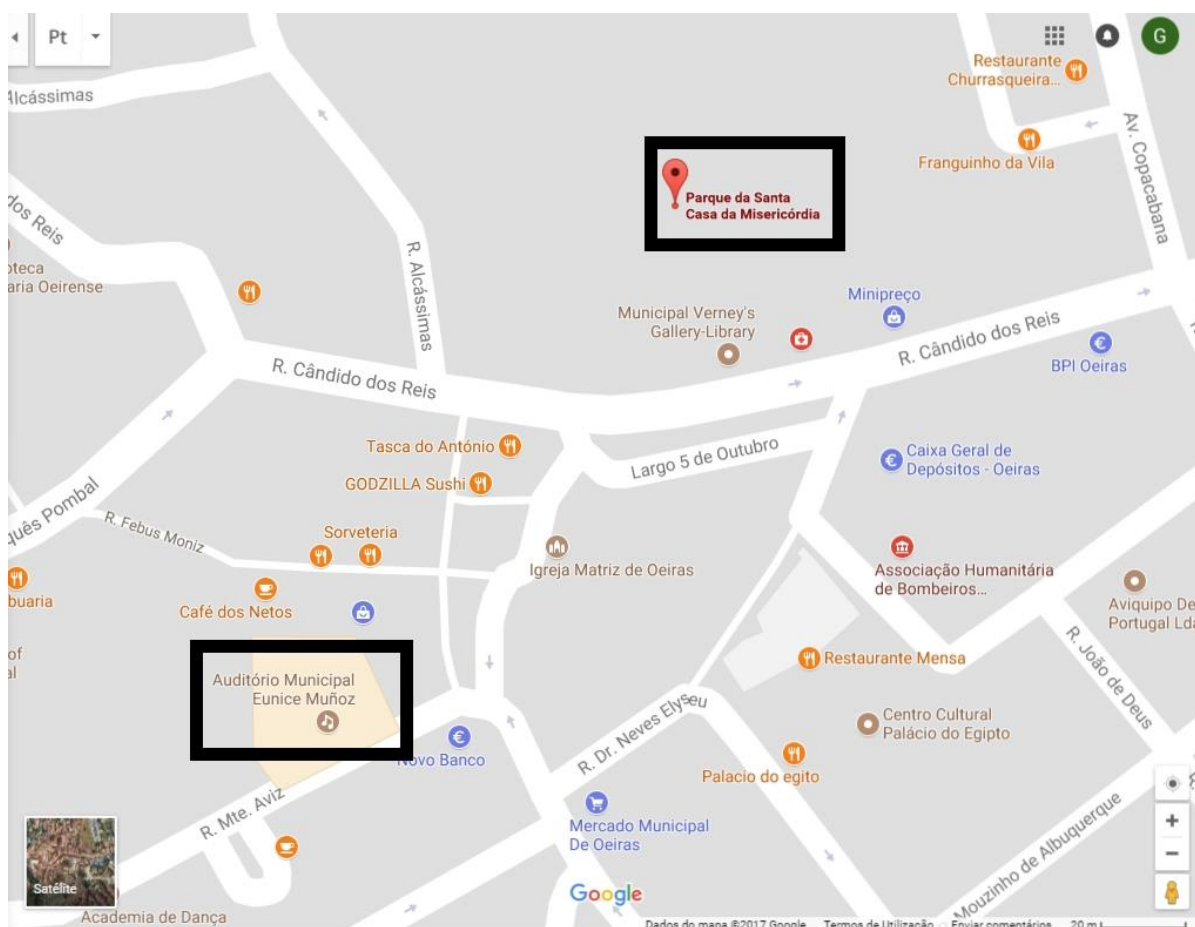 Pt
G
Restaurante
Churrasqueira...
Alcássimas
Franguinho da Vila
Av. Copacabana
Parque da Santa
Casa da Misericórdia
dos Reis
R. Alcássimas
oteca
aria Oeirense
Minipreço
Municipal Verney's
Gallery-Library
R. Cândido dos Reis
BPI Oeiras
R. Cândido dos Reis
Tasca do António
Largo 5 de Outubro
Caixa Geral de
Depósitos - Oeiras
GODZILLA Sushi
quês Pombal
R. Febus Moniz
Sorveteria
Igreja Matriz de Oeiras
Associação Humanitária
de Bombeiros...
buaria
Café dos Netos
Aviquipo De
Portugal Lda
of
al
Restaurante Mensa
R. João de Deus
Auditório Municipal
Eunice Muñoz
R. Dr. Neves Elyseu
Centro Cultural
Palácio do Egipto
Novo Banco
Palacio do egito
R. Mte. Aviz
Mercado Municipal
De Oeiras
Mouzinho de Albuquerque
Satélite
Google
Academia de Dança
Dados do mapa ©2017 Google Termos de Utilização Enviar comentários 20 m